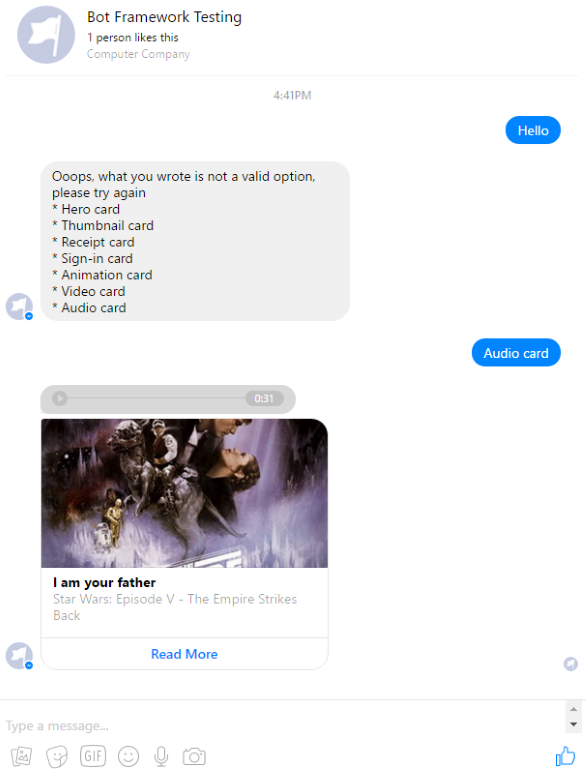 Bot Framework Testing
1 person likes this
Computer Company
4:41PM
Hello
Ooops, what you wrote is not a valid option,
please try again
* Hero card
* Thumbnail card
* Receipt card
* Sign-in card
* Animation card
* Video card
* Audio card
Audio card
0:31
I am your father
Star Wars: Episode V - The Empire Strikes
Back
Read More
Type a message...
GIF